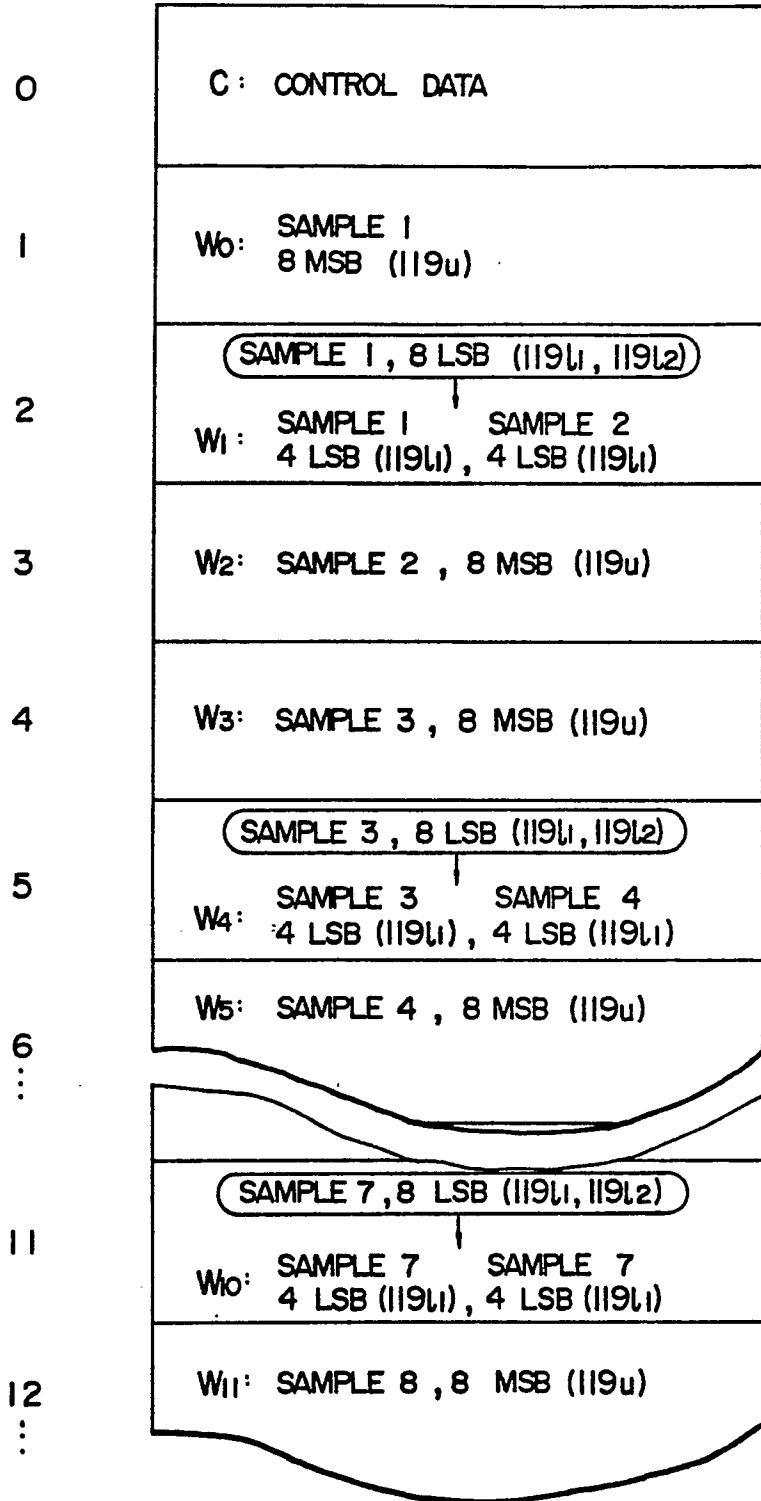 0 C: CONTROL DATA
1 W0: SAMPLE 1
8 MSB (119u)
SAMPLE 1, 8 LSB (119l1, 119l2)
2 W1: SAMPLE 1 SAMPLE 2
4 LSB (119l1), 4 LSB (119l1)
3 W2: SAMPLE 2, 8 MSB (119u)
4 W3: SAMPLE 3, 8 MSB (119u)
SAMPLE 3, 8 LSB (119l1, 119l2)
5 W4: SAMPLE 3 SAMPLE 4
4 LSB (119l1), 4 LSB (119l1)
W5: SAMPLE 4, 8 MSB (119u)
6
⋮
SAMPLE 7, 8 LSB (119l1, 119l2)
11 W10: SAMPLE 7 SAMPLE 7
4 LSB (119l1), 4 LSB (119l1)
12 W11: SAMPLE 8, 8 MSB (119u)
⋮